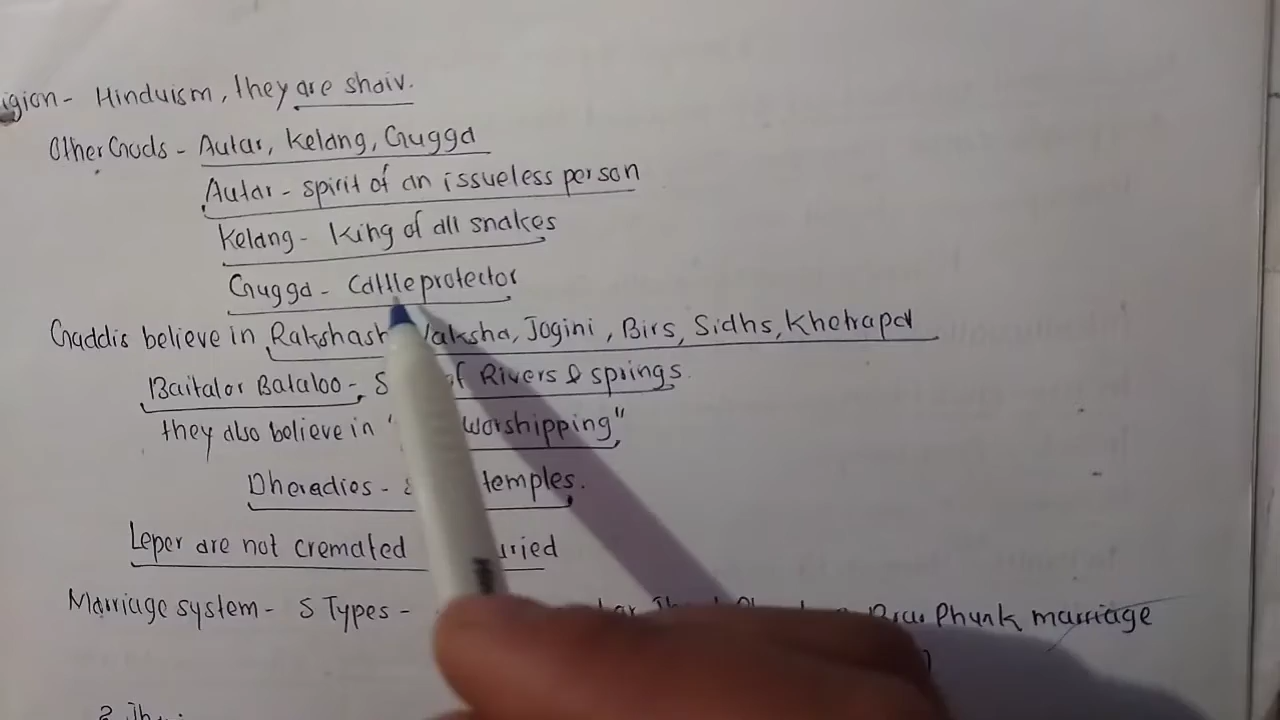 igion - Hinduism, they are shaiv.
Other Gods - Autar, Kelang, Gugga
Autar - spirit of an issueless person
Kelang - King of all snakes
Gugga - Cattle protector
Gaddis believe in Rakshash, Jogini, Birs, Sidhs, Khetrapal
Baitalor Balaloo - of Rivers & springs.
they also believe in " worshipping"
Dheradies - temples.
Leper are not cremated
Marriage system - 5 Types - Phunk marriage